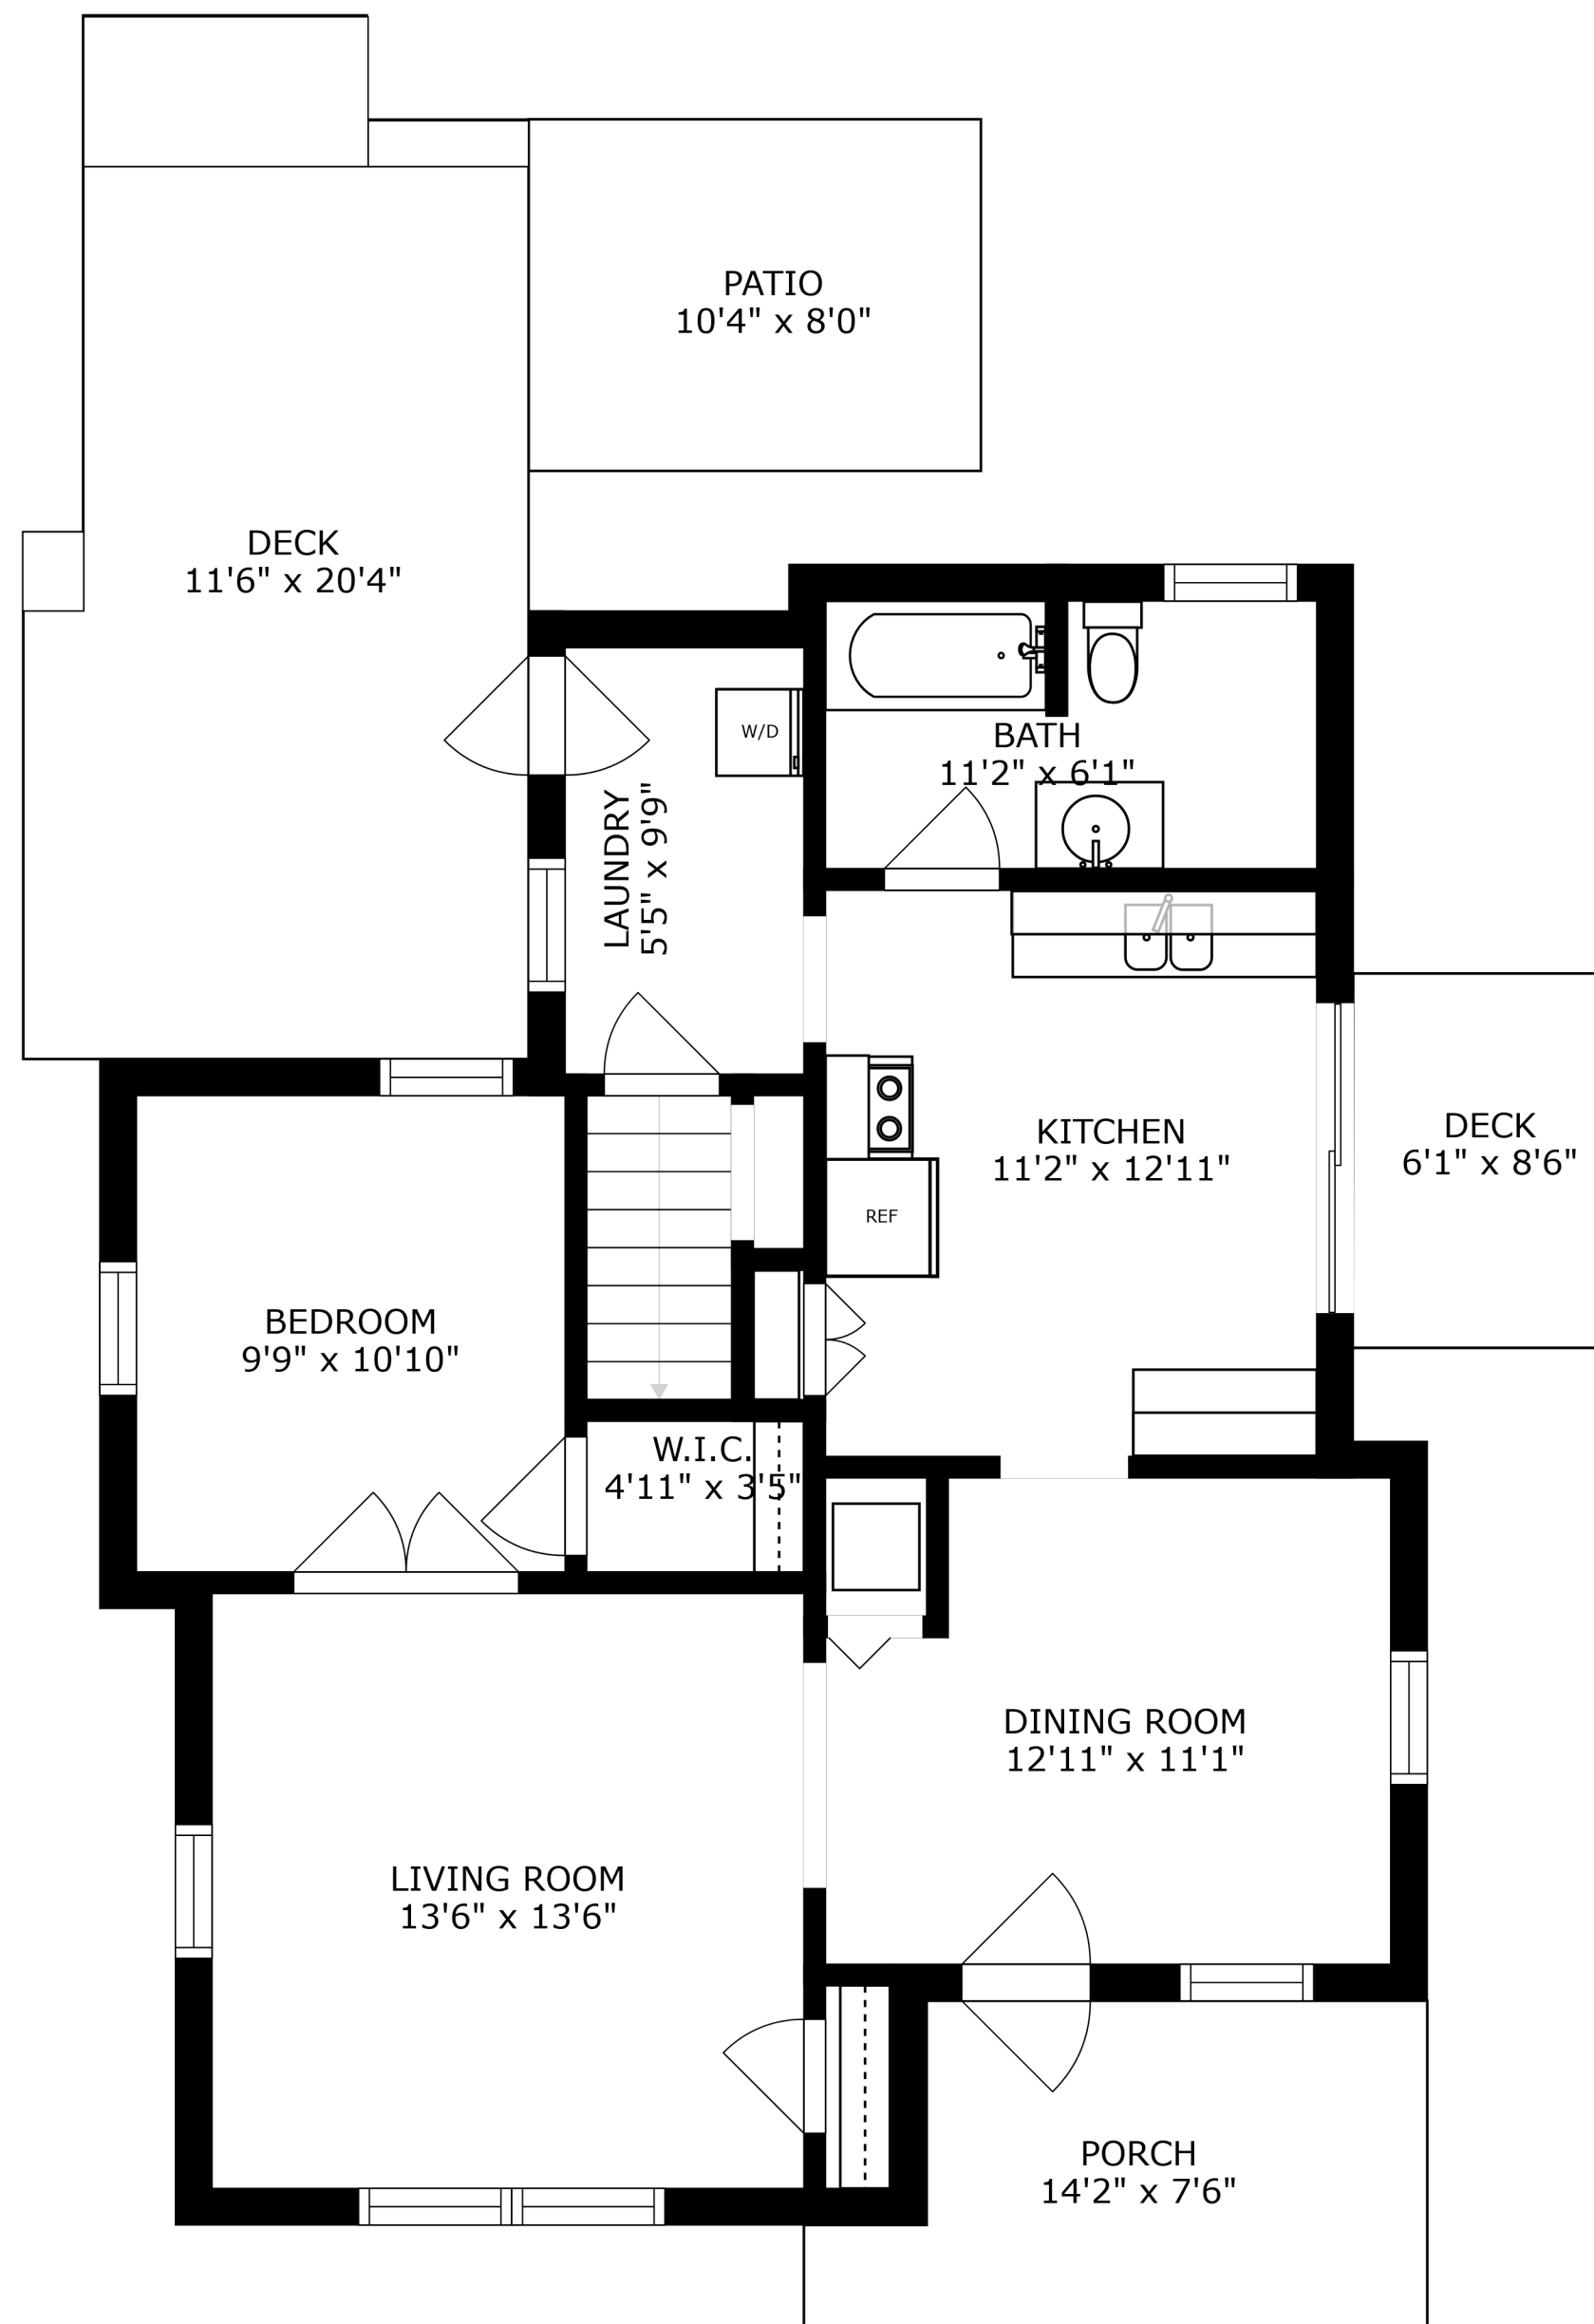 PATIO
10'4" x 8'0"
DECK
11'6" x 20'4"
W/D
BATH
11'2" x 6'1"
LAUNDRY
5'5" x 9'9"
KITCHEN
11'2" x 12'11"
DECK
6'1" x 8'6"
REF
BEDROOM
9'9" x 10'10"
W.I.C.
4'11" x 3'5"
DINING ROOM
12'11" x 11'1"
LIVING ROOM
13'6" x 13'6"
PORCH
14'2" x 7'6"